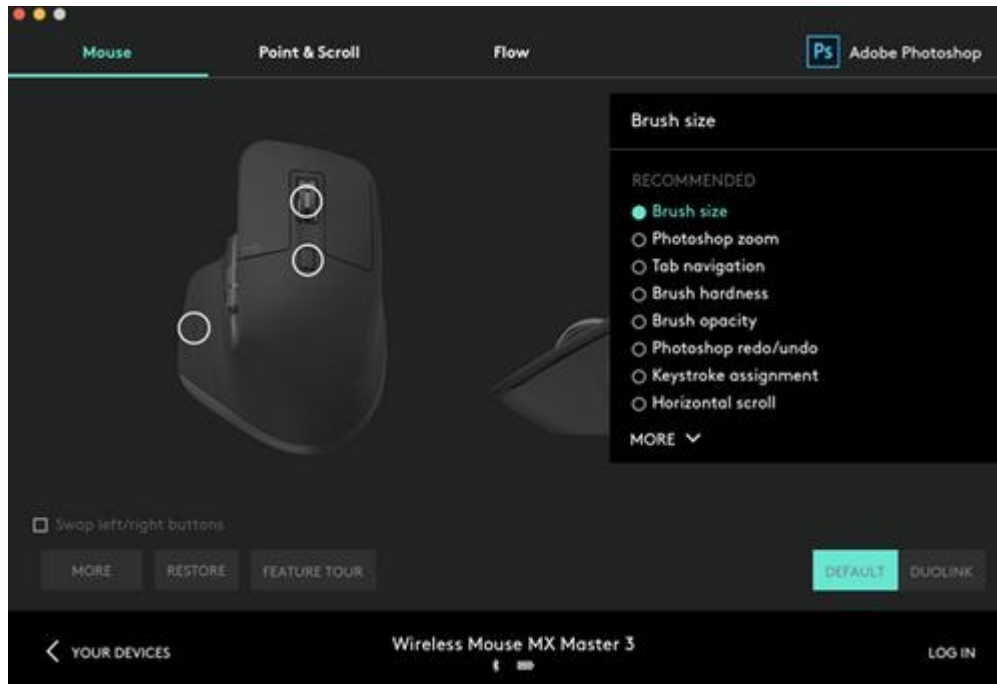 Mouse
Point & Scroll
Flow
Ps Adobe Photoshop
Brush size
RECOMMENDED
Brush size
Photoshop zoom
Tab navigation
Brush hardness
Brush opacity
Photoshop redo/undo
Keystroke assignment
Horizontal scroll
MORE
Swap left/right buttons
MORE
RESTORE
FEATURE TOUR
DEFAULT
DUOLINK
YOUR DEVICES
Wireless Mouse MX Master 3
LOG IN